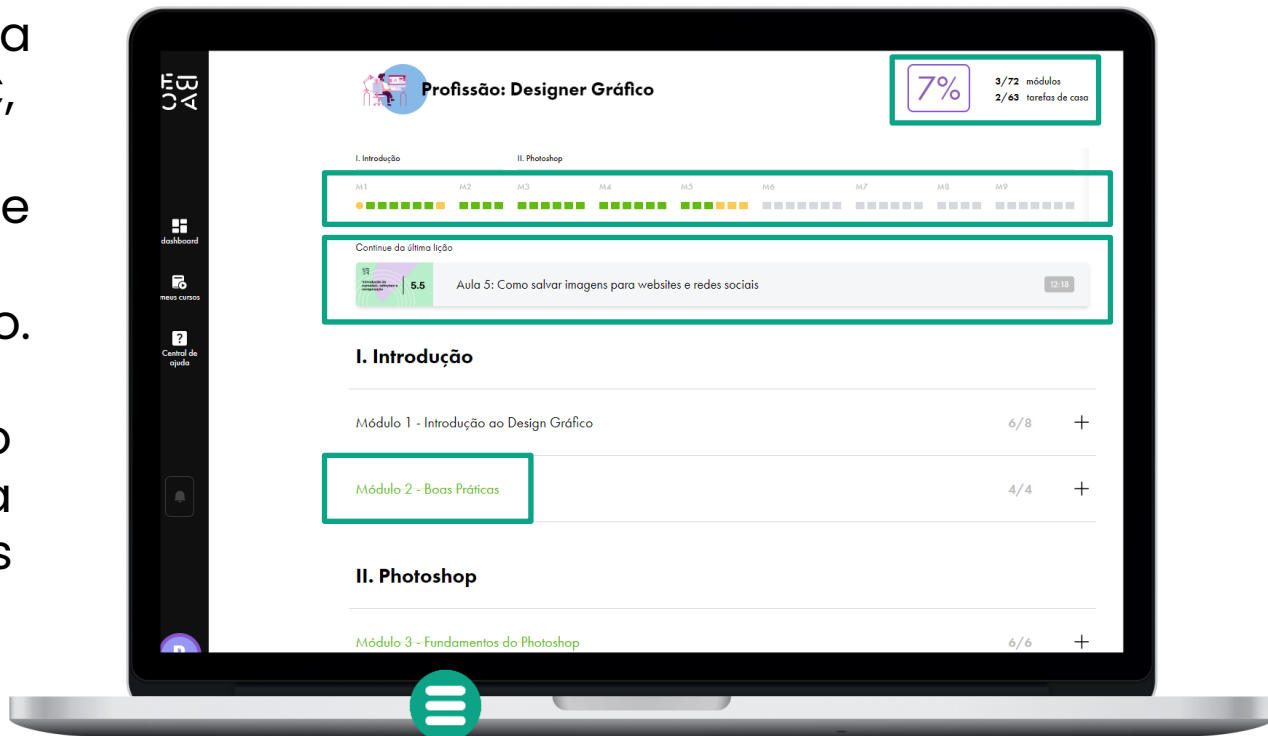 a
,
e
o.
o
a
s
EBAC
Profissão: Designer Gráfico
7%
3/72 módulos
2/63 tarefas de casa
I. Introdução
II. Photoshop
M1 M2 M3 M4 M5 M6 M7 M8 M9
Continue da última lição
5.5
Aula 5: Como salvar imagens para websites e redes sociais
12:18
dashboard
meus cursos
?
Central de
ajuda
I. Introdução
Módulo 1 - Introdução ao Design Gráfico
6/8 +
Módulo 2 - Boas Práticas
4/4 +
II. Photoshop
Módulo 3 - Fundamentos do Photoshop
6/6 +